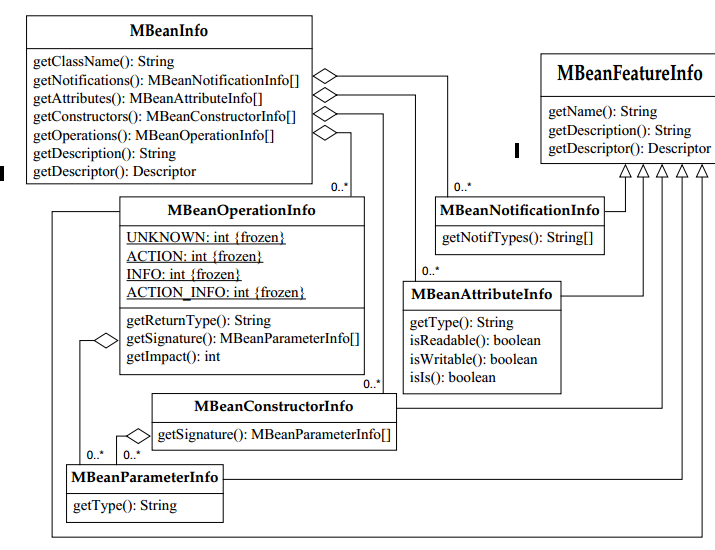 MBeanInfo
getClassName(): String
getNotifications(): MBeanNotificationInfo[]
getAttributes(): MBeanAttributeInfo[]
getConstructors(): MBeanConstructorInfo[]
getOperations(): MBeanOperationInfo[]
getDescription(): String
getDescriptor(): Descriptor
MBeanFeatureInfo
getName(): String
getDescription(): String
getDescriptor(): Descriptor
0..*
0..*
MBeanOperationInfo
UNKNOWN: int {frozen}
ACTION: int {frozen}
INFO: int {frozen}
ACTION_INFO: int {frozen}
getReturnType(): String
getSignature(): MBeanParameterInfo[]
getImpact(): int
MBeanNotificationInfo
getNotifTypes(): String[]
0..*
MBeanAttributeInfo
getType(): String
isReadable(): boolean
isWritable(): boolean
isIs(): boolean
0..*
MBeanConstructorInfo
getSignature(): MBeanParameterInfo[]
0..*
0..*
MBeanParameterInfo
getType(): String